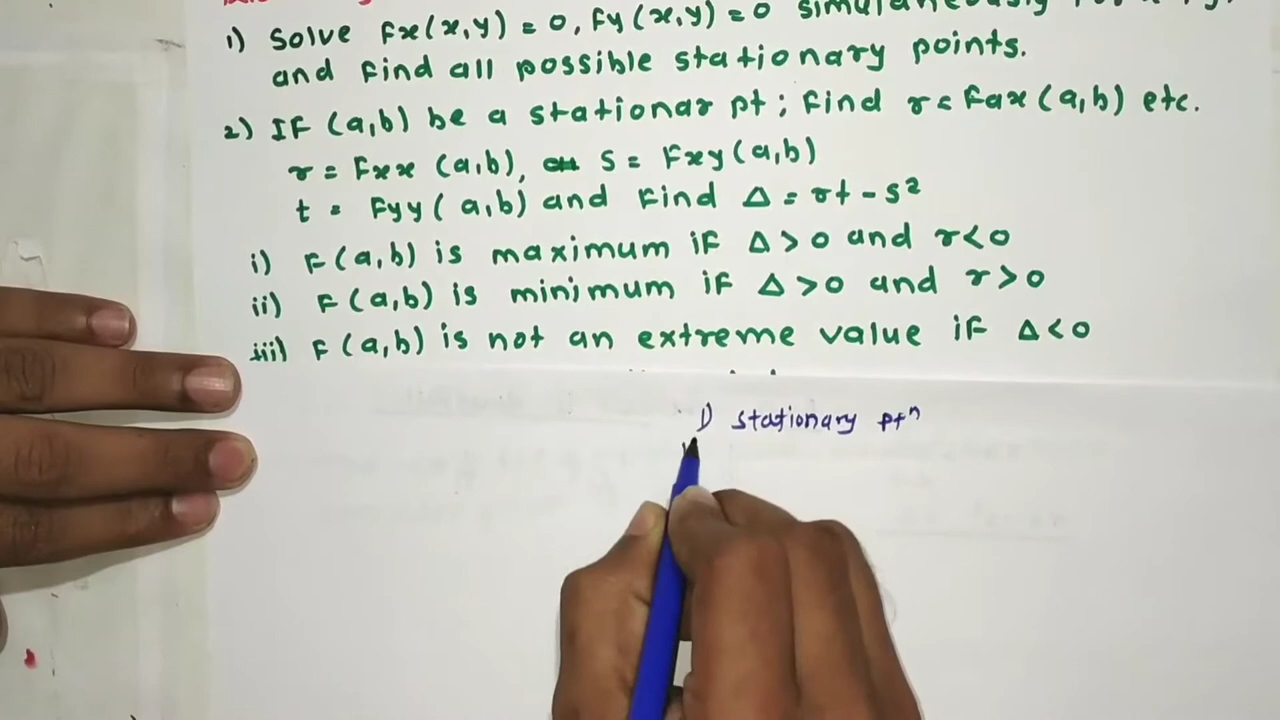 1) Solve Fx(x,y) = 0, Fy(x,y) = 0 simultaneously
and find all possible stationary points.
2) IF (a,b) be a stationar pt ; find r = Fax (a,b) etc.
r = Fxx (a,b), S = Fxy (a,b)
t = Fyy (a,b) and Find Δ = rt - s²
i) F(a,b) is maximum iF Δ > 0 and r < 0
ii) F(a,b) is minimum iF Δ > 0 and r > 0
iii) F(a,b) is not an extreme value iF Δ < 0
1) stationary ptⁿ